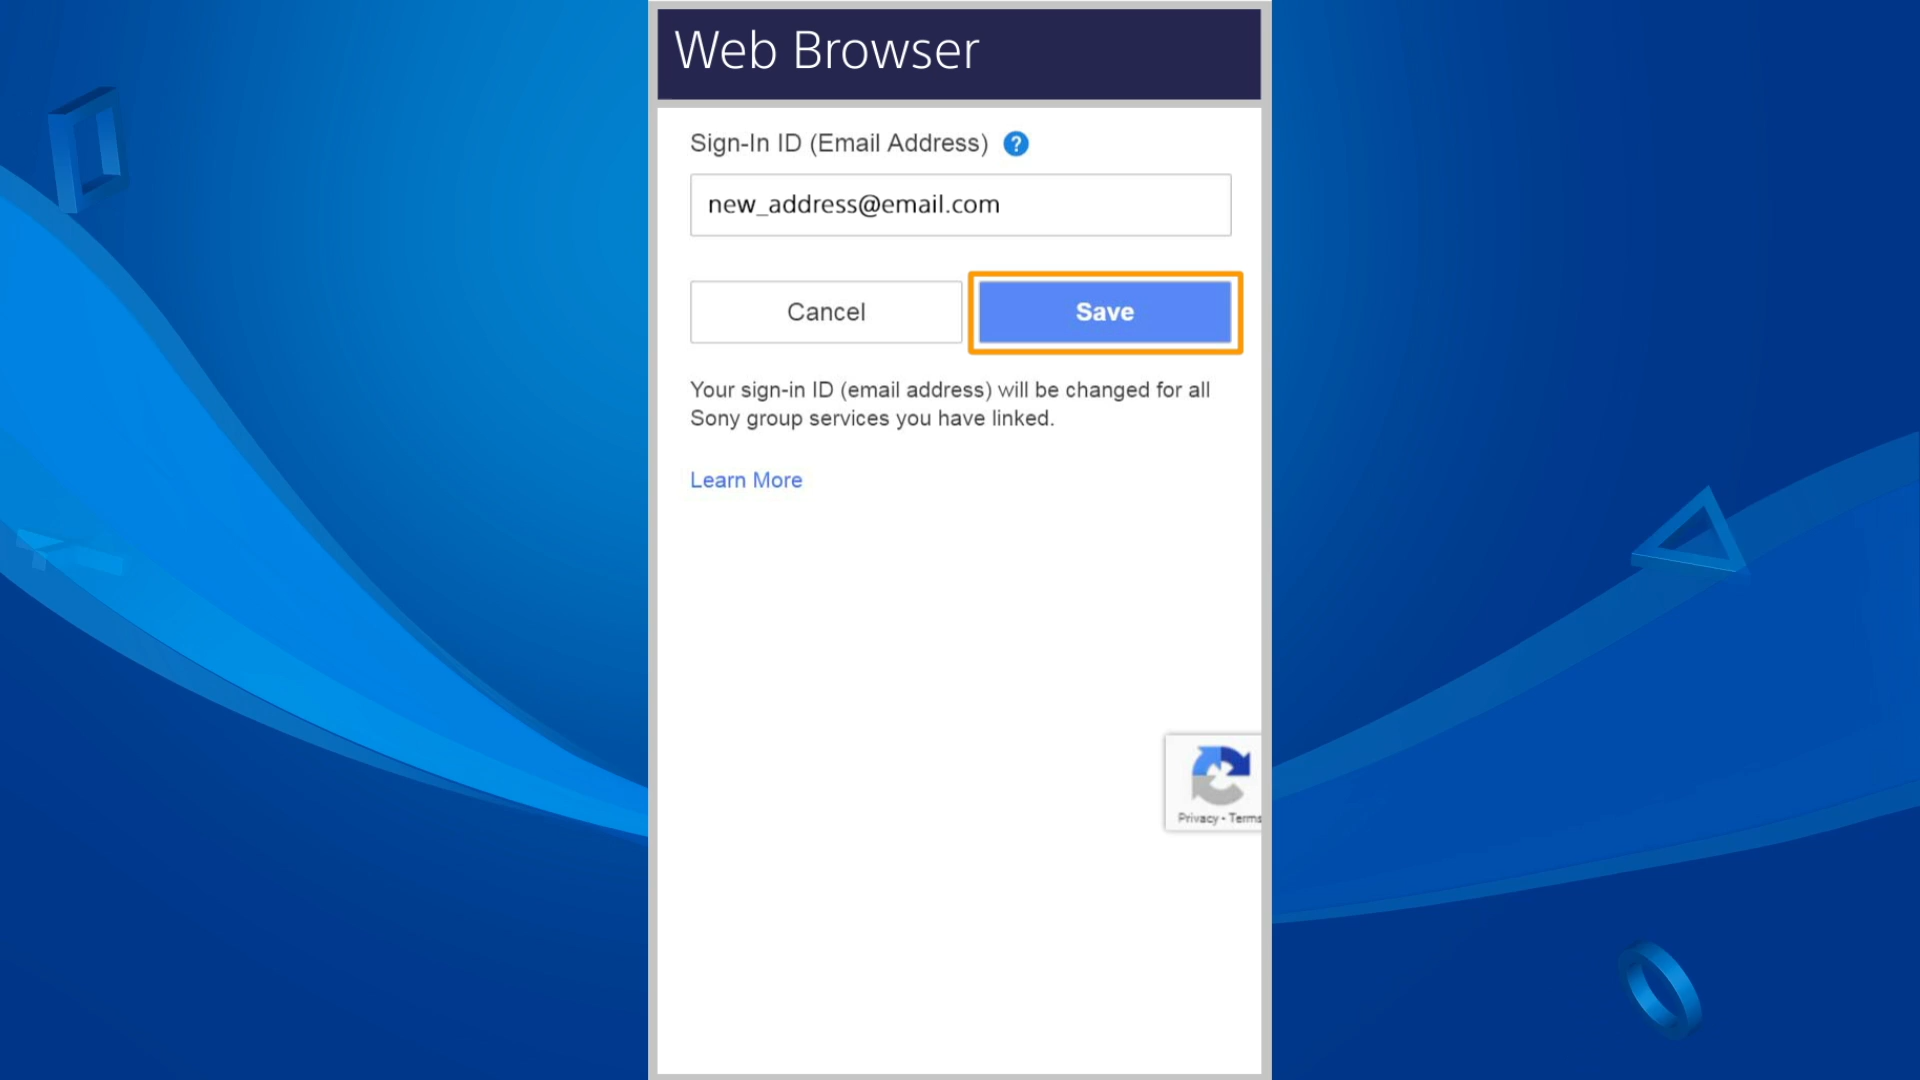 Web Browser
Sign-In ID (Email Address) ?
new_address@email.com
Cancel Save
Your sign-in ID (email address) will be changed for all
Sony group services you have linked.
Learn More
Privacy - Terms